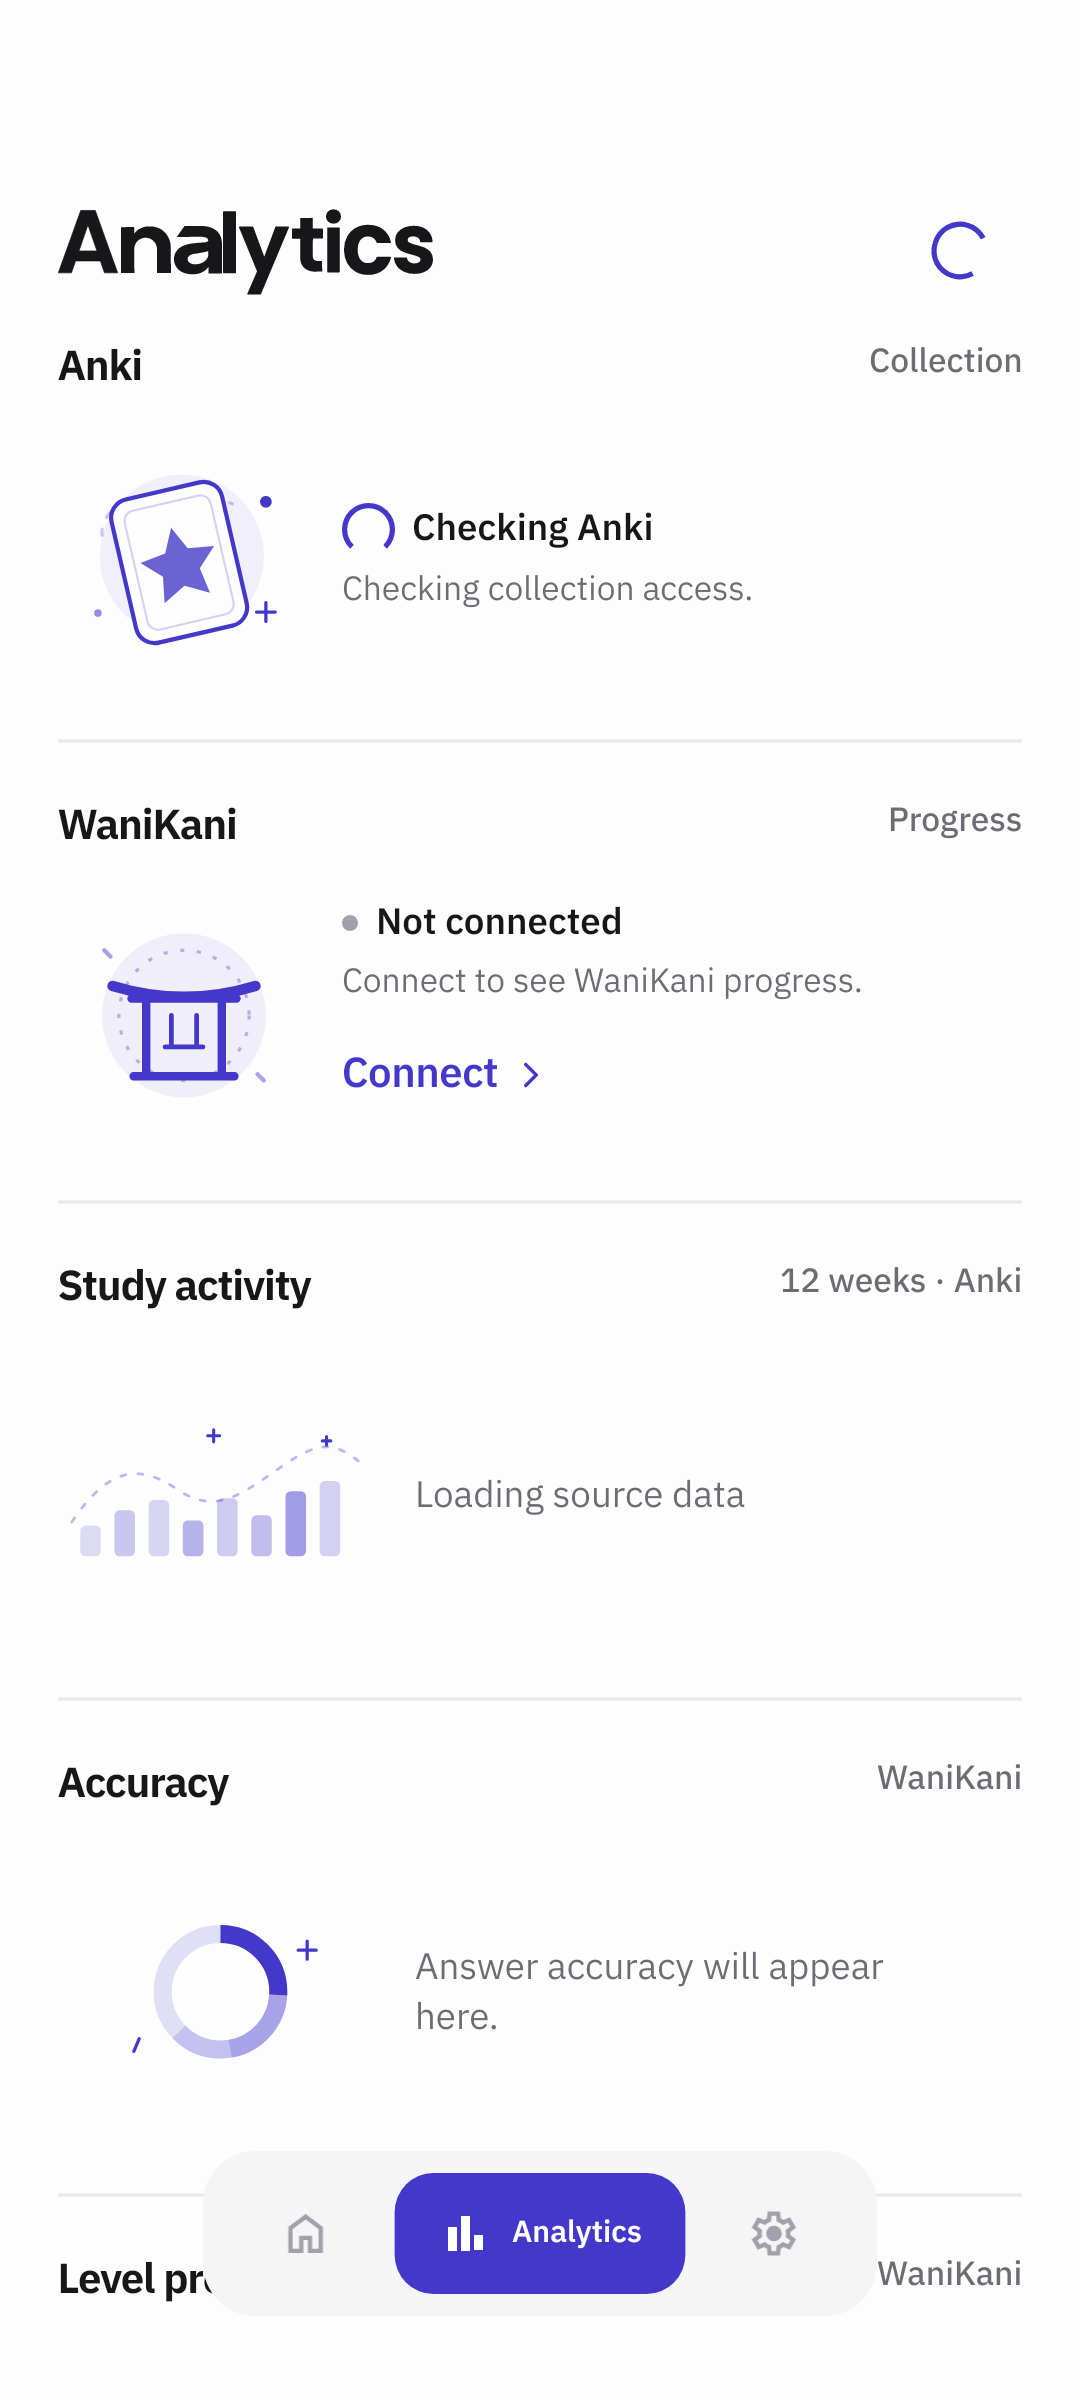 Analytics
Anki
Collection
Checking Anki
Checking collection access.
WaniKani
Progress
Not connected
Connect to see WaniKani progress.
Connect
Study activity
12 weeks · Anki
Loading source data
Accuracy
WaniKani
Answer accuracy will appear
here.
Level
WaniKani
Analytics